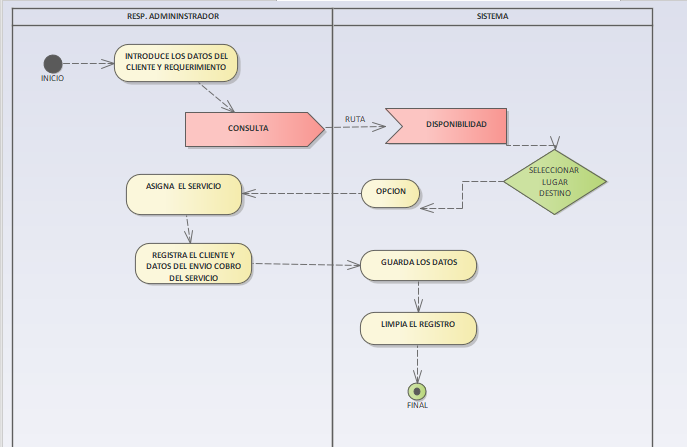 RESP. ADMININSTRADOR
SISTEMA
INTRODUCE LOS DATOS DEL
CLIENTE Y REQUERIMIENTO
INICIO
CONSULTA
RUTA
DISPONIBILIDAD
SELECCIONAR
LUGAR
DESTINO
ASIGNA EL SERVICIO
OPCION
REGISTRA EL CLIENTE Y
DATOS DEL ENVIO COBRO
DEL SERVICIO
GUARDA LOS DATOS
LIMPIA EL REGISTRO
FINAL